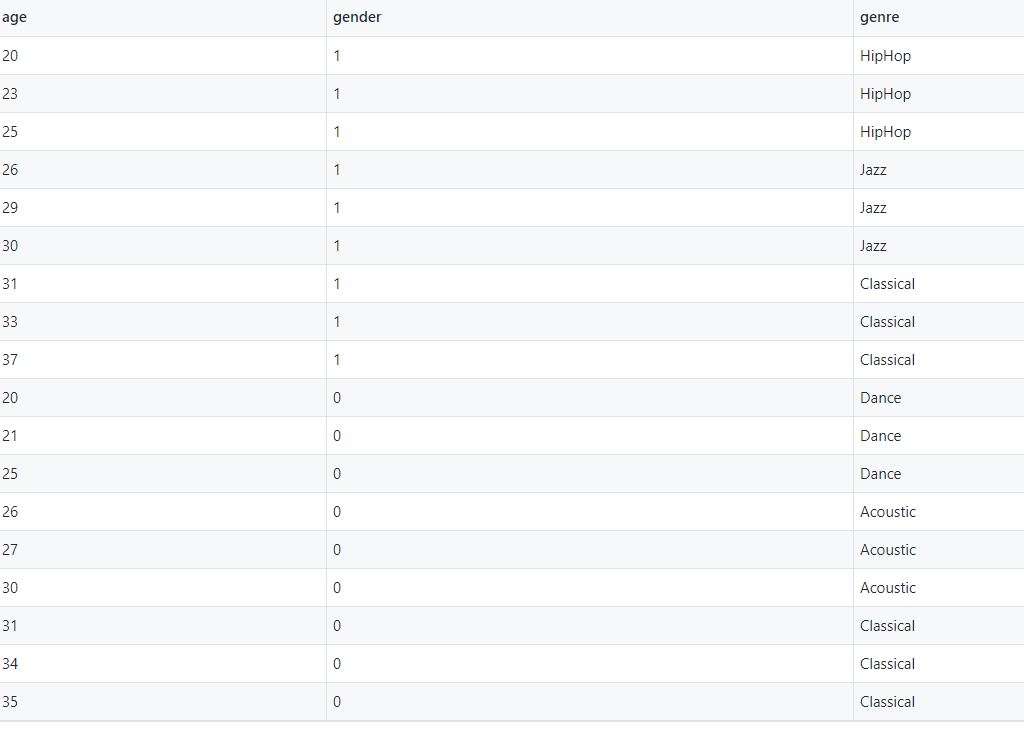 age gender genre
20 1 HipHop
23 1 HipHop
25 1 HipHop
26 1 Jazz
29 1 Jazz
30 1 Jazz
31 1 Classical
33 1 Classical
37 1 Classical
20 0 Dance
21 0 Dance
25 0 Dance
26 0 Acoustic
27 0 Acoustic
30 0 Acoustic
31 0 Classical
34 0 Classical
35 0 Classical